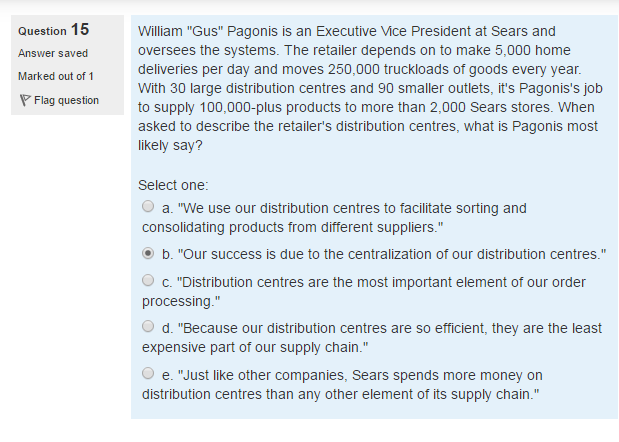 Question 15
Answer saved
Marked out of 1
Flag question
William "Gus" Pagonis is an Executive Vice President at Sears and
oversees the systems. The retailer depends on to make 5,000 home
deliveries per day and moves 250,000 truckloads of goods every year.
With 30 large distribution centres and 90 smaller outlets, it's Pagonis's job
to supply 100,000-plus products to more than 2,000 Sears stores. When
asked to describe the retailer's distribution centres, what is Pagonis most
likely say?
Select one:
a. "We use our distribution centres to facilitate sorting and
consolidating products from different suppliers."
b. "Our success is due to the centralization of our distribution centres."
c. "Distribution centres are the most important element of our order
processing."
d. "Because our distribution centres are so efficient, they are the least
expensive part of our supply chain."
e. "Just like other companies, Sears spends more money on
distribution centres than any other element of its supply chain."